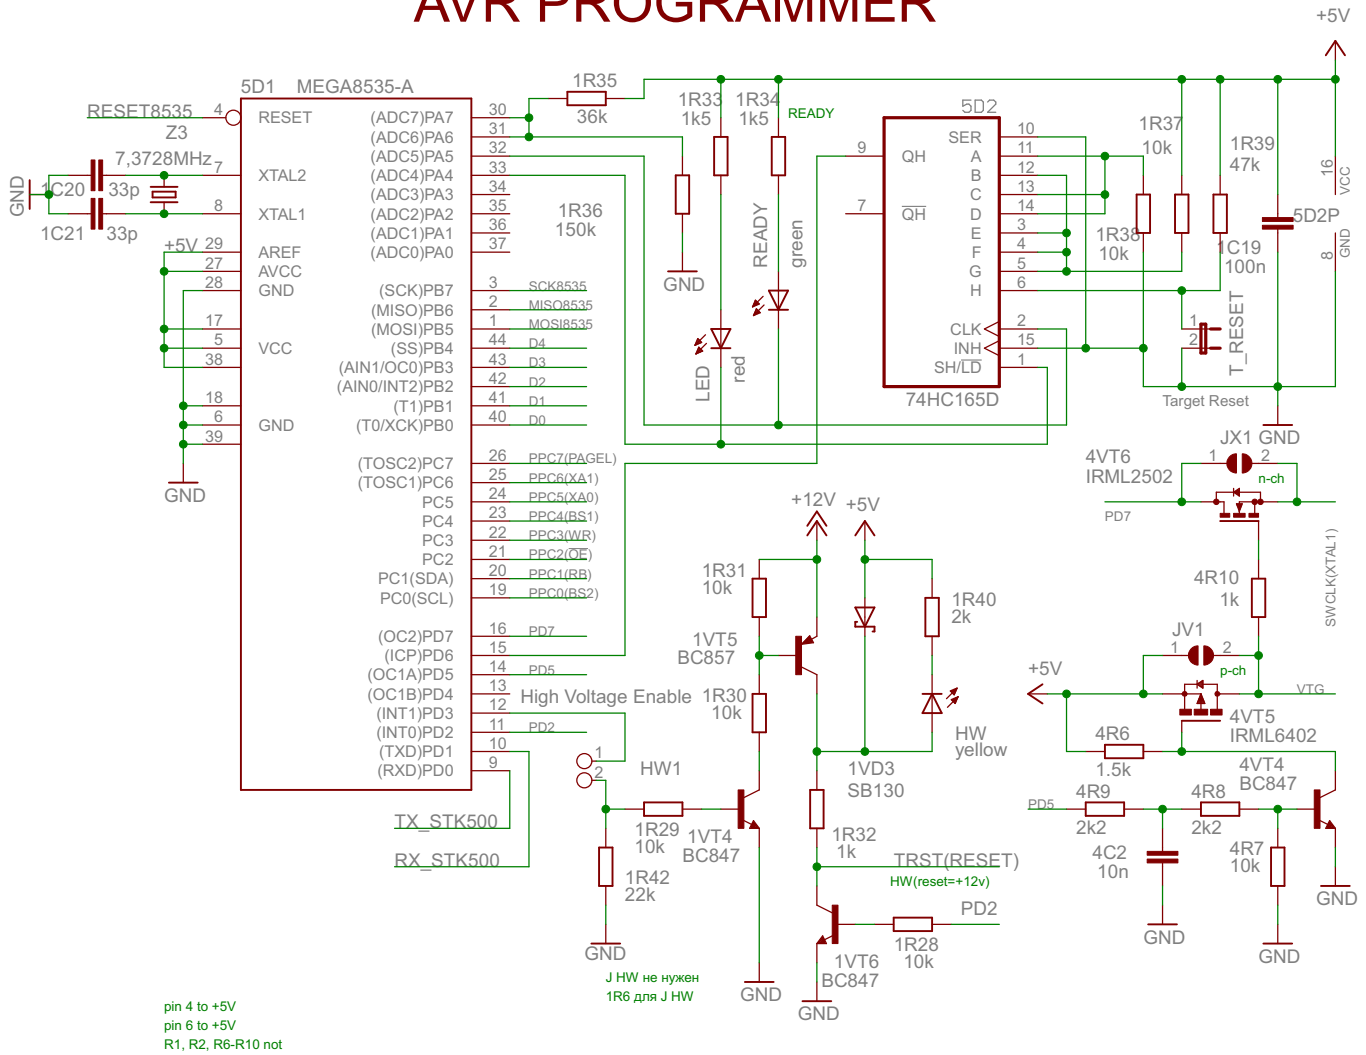 AVR PROGRAMMER
+5V
5D1 MEGA8535-A
RESET8535
4
RESET
Z3
7,3728MHz
1C20
33p
7
XTAL2
GND
8
XTAL1
1C21
33p
+5V
29
AREF
27
AVCC
28
GND
17
5
VCC
38
18
6
GND
39
GND
(ADC7)PA7
30
(ADC6)PA6
31
(ADC5)PA5
32
(ADC4)PA4
33
(ADC3)PA3
34
(ADC2)PA2
35
(ADC1)PA1
36
(ADC0)PA0
37
(SCK)PB7
3
SCK8535
(MISO)PB6
2
MISO8535
(MOSI)PB5
1
MOSI8535
(SS)PB4
44
D4
(AIN1/OC0)PB3
43
D3
(AIN0/INT2)PB2
42
D2
(T1)PB1
41
D1
(T0/XCK)PB0
40
D0
(TOSC2)PC7
26
PPC7(PAGEL)
(TOSC1)PC6
25
PPC6(XA1)
PC5
24
PPC5(XA0)
PC4
23
PPC4(BS1)
PC3
22
PPC3(WR)
PC2
21
PPC2(OE)
PC1(SDA)
20
PPC1(RB)
PC0(SCL)
19
PPC0(BS2)
(OC2)PD7
16
PD7
(ICP)PD6
15
(OC1A)PD5
14
PD5
(OC1B)PD4
13
High Voltage Enable
(INT1)PD3
12
(INT0)PD2
11
PD2
(TXD)PD1
10
(RXD)PD0
9
TX_STK500
RX_STK500
1R35
36k
1R33
1k5
1R34
1k5
READY
1R36
150k
GND
READY
green
LED
red
5D2
9
QH
7
QH
SER
10
A
11
B
12
C
13
D
14
E
3
F
4
G
5
H
6
CLK
2
INH
15
SH/LD
1
74HC165D
1R37
10k
1R39
47k
1R38
10k
1C19
100n
16
VCC
5D2P
8
GND
1
2
T_RESET
Target Reset
GND
JX1
4VT6
IRML2502
1
2
n-ch
PD7
SWCLK(XTAL1)
4R10
1k
JV1
1
2
p-ch
+5V
VTG
4VT5
IRML6402
4R6
1.5k
4VT4
BC847
PD5
4R9
2k2
4R8
2k2
4C2
10n
4R7
10k
GND
GND
GND
+12V
+5V
1R31
10k
1R40
2k
1VT5
BC857
1R30
10k
HW
yellow
1
2
HW1
1VD3
SB130
1R29
10k
1VT4
BC847
1R32
1k
1R42
22k
TRST(RESET)
HW(reset=+12v)
PD2
1R28
10k
1VT6
BC847
GND
GND
GND
J HW не нужен
1R6 для J HW
pin 4 to +5V
pin 6 to +5V
R1, R2, R6-R10 not